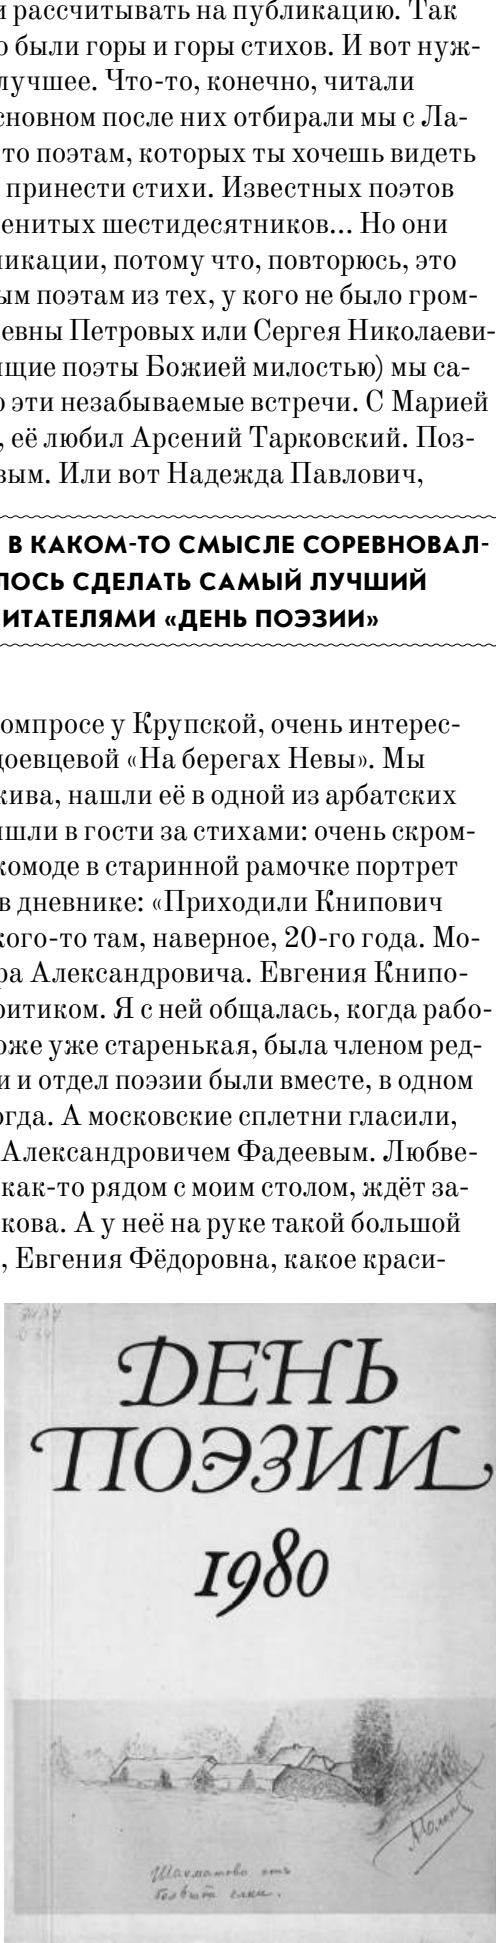 и рассчитывать на публикацию. Так
о были горы и горы стихов. И вот нуж-
лучшее. Что-то, конечно, читали
сновном после них отбирали мы с Ла-
то поэтам, которых ты хочешь видеть
принести стихи. Известных поэтов
енитых шестидесятников... Но они
ликации, потому что, повторюсь, это
ым поэтам из тех, у кого не было гром-
евны Петровых или Сергея Николаеви-
ящие поэты Божией милостью) мы са-
о эти незабываемые встречи. С Марией
, её любил Арсений Тарковский. Поз-
вым. Или вот Надежда Павлович,
В КАКОМ-ТО СМЫСЛЕ СОРЕВНОВАЛ-
ЛОСЬ СДЕЛАТЬ САМЫЙ ЛУЧШИЙ
ИТАТЕЛЯМИ «ДЕНЬ ПОЭЗИИ»
омпросе у Крупской, очень интерес-
доевцевой «На берегах Невы». Мы
жива, нашли её в одной из арбатских
ишли в гости за стихами: очень скром-
комоде в старинной рамочке портрет
в дневнике: «Приходили Книпович
кого-то там, наверное, 20-го года. Мо-
ра Александровича. Евгения Книпо-
ритиком. Я с ней общалась, когда рабо-
оже уже старенькая, была членом ред-
и и отдел поэзии были вместе, в одном
огда. А московские сплетни гласили,
Александровичем Фадеевым. Любве-
как-то рядом с моим столом, ждёт за-
кова. А у неё на руке такой большой
, Евгения Фёдоровна, какое краси-
ДЕНЬ
ПОЭЗИИ
1980
Шахматово